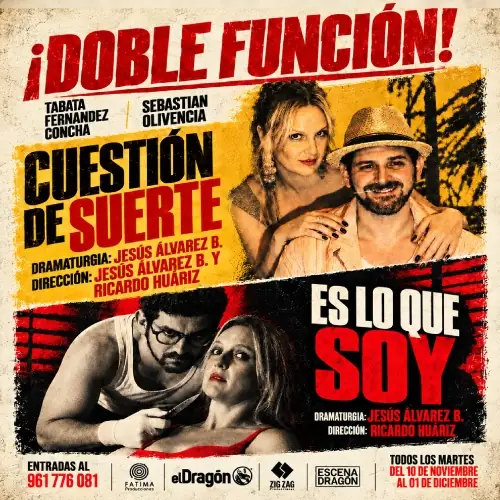 ¡DOBLE FUNCIÓN!
TABATA
FERNANDEZ
CONCHA
SEBASTIAN
OLIVENCIA
CUESTIÓN
DE SUERTE
DRAMATURGIA: JESÚS ÁLVAREZ B.
DIRECCIÓN: JESÚS ÁLVAREZ B. Y
RICARDO HUÁRIZ
ES LO QUE
SOY
DRAMATURGIA: JESÚS ÁLVAREZ B.
DIRECCIÓN: RICARDO HUÁRIZ
ENTRADAS AL
961 776 081
FATIMA
Producciones
elDragón
ZIG ZAG
ESCENA
DRAGÓN
TODOS LOS MARTES
DEL 10 DE NOVIEMBRE
AL 01 DE DICIEMBRE